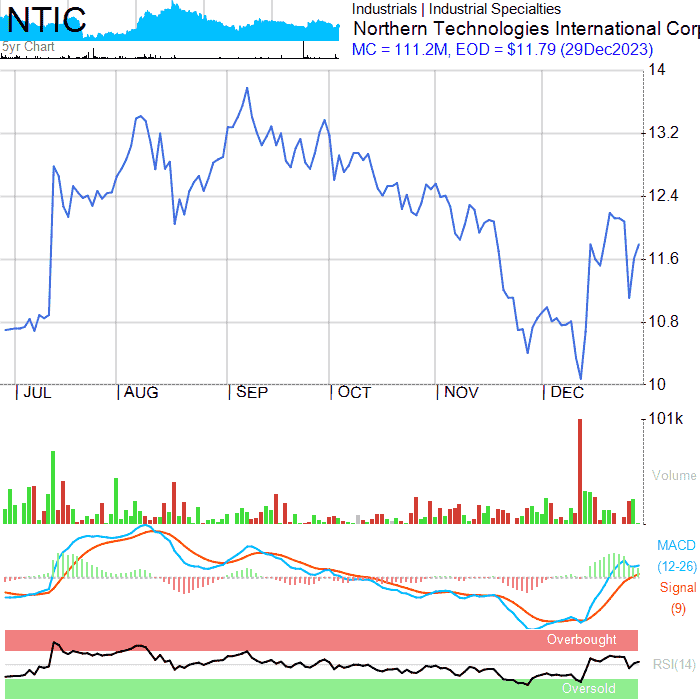 NTIC
5yr Chart
Industrials | Industrial Specialties
Northern Technologies International Corp
MC = 111.2M, EOD = $11.79 (29Dec2023)
14
13.2
12.4
11.6
10.8
10
JUL AUG SEP OCT NOV DEC
101k
Volume
MACD
(12-26)
Signal
(9)
Overbought
RSI(14)
Oversold